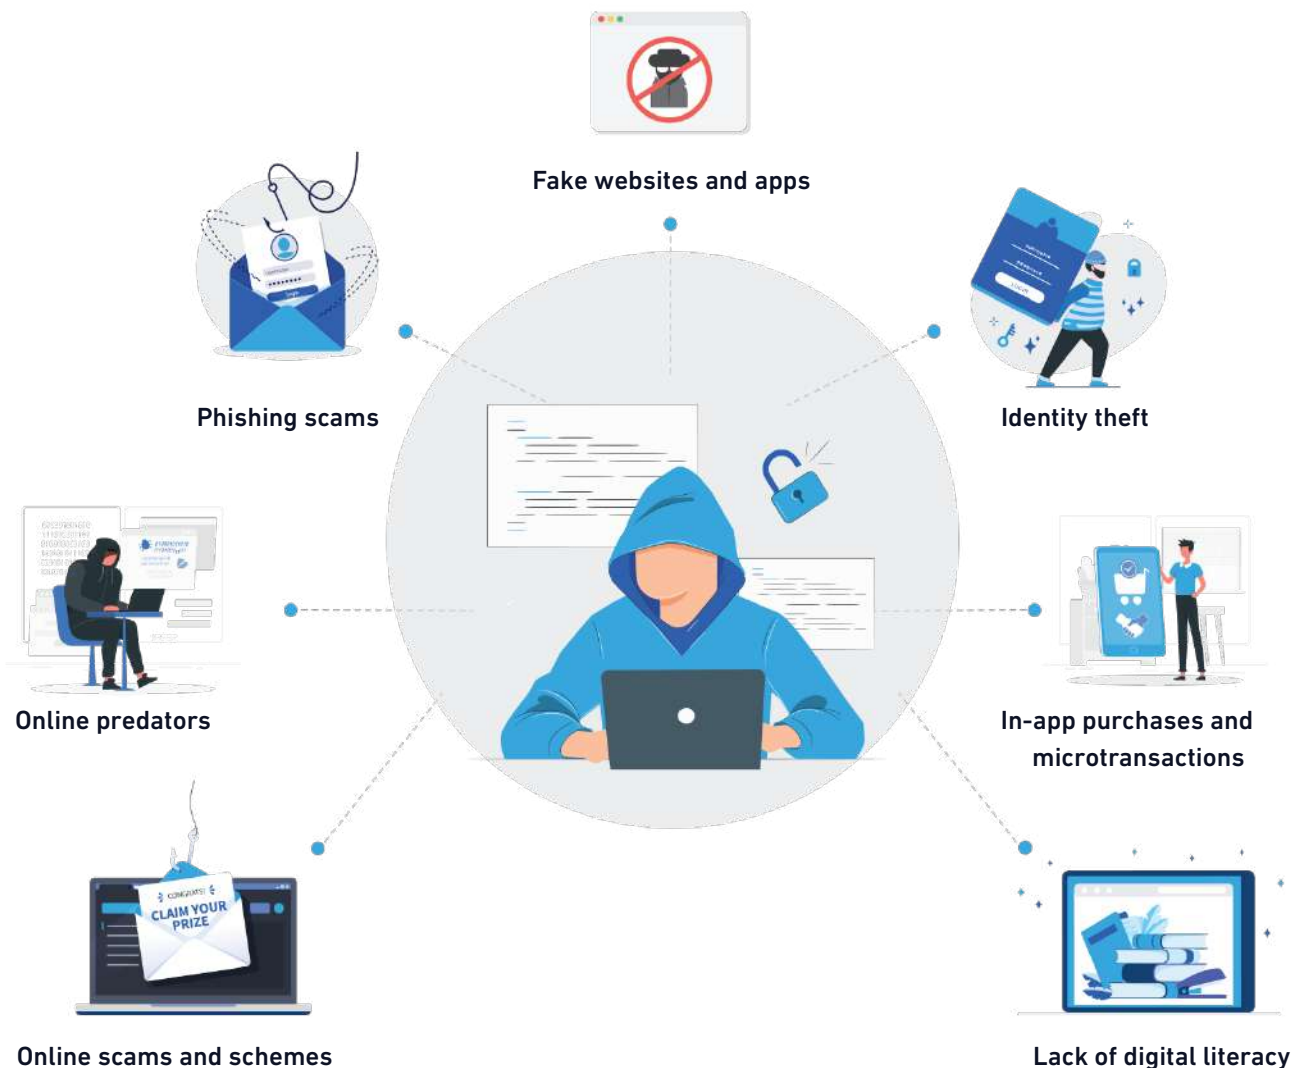 Fake websites and apps
Phishing scams
Identity theft
Online predators
In-app purchases and
microtransactions
CONGRATS!
CLAIM YOUR
PRIZE
Online scams and schemes
Lack of digital literacy